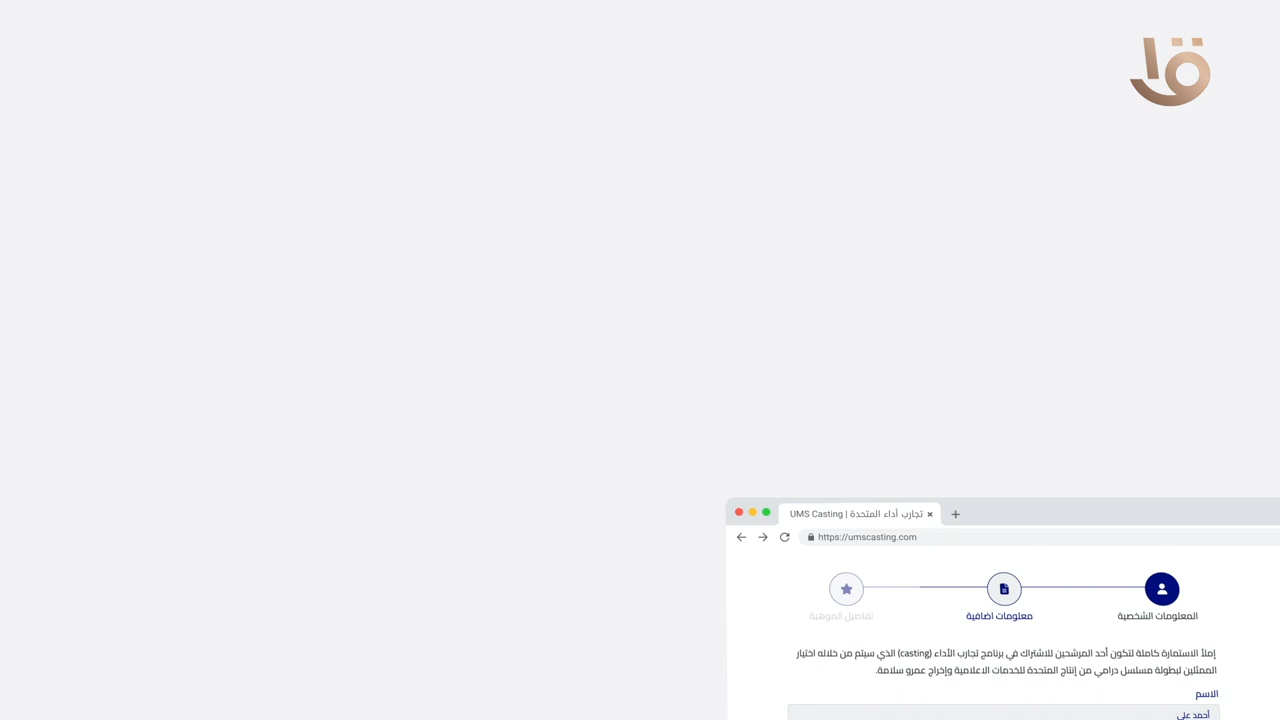 UMS Casting | تجارب أداء المتحدة
https://umscasting.com
المعلومات الشخصية
معلومات اضافية
تفاصيل الموهبة
إملأ الاستمارة كاملة لتكون أحد المرشحين للاشتراك في برنامج تجارب الأداء (casting) الذي سيتم من خلاله اختيار
الممثلين لبطولة مسلسل درامي من إنتاج المتحدة للخدمات الاعلامية وإخراج عمرو سلامة.
الاسم
أحمد علي